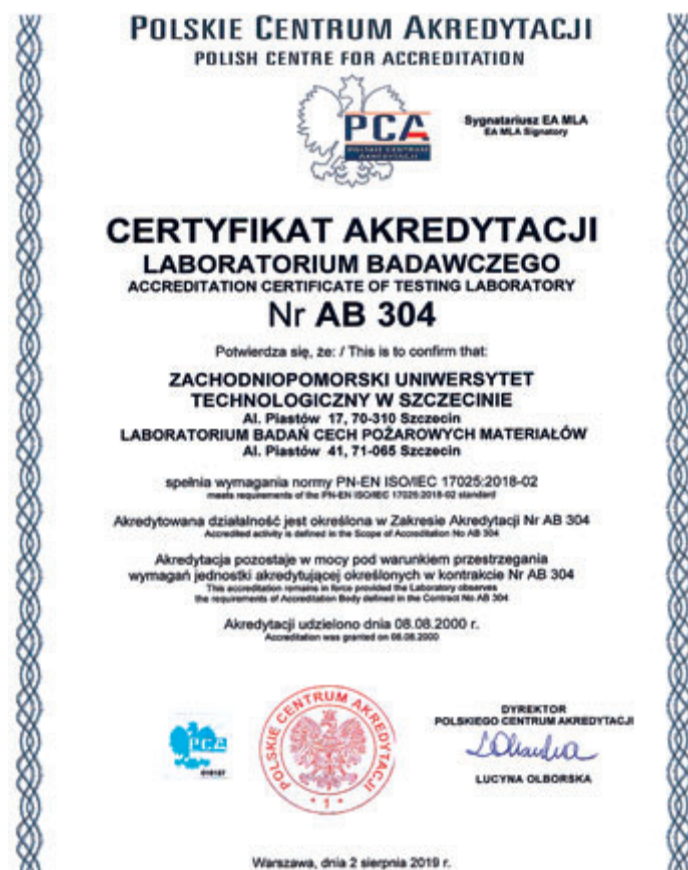 POLSKIE CENTRUM AKREDYTACJI
POLISH CENTRE FOR ACCREDITATION
PCA
POLSKIE CENTRUM
AKREDYTACJI
Sygnatariusz EA MLA
EA MLA Signatory
CERTYFIKAT AKREDYTACJI
LABORATORIUM BADAWCZEGO
ACCREDITATION CERTIFICATE OF TESTING LABORATORY
Nr AB 304
Potwierdza się, że: / This is to confirm that:
ZACHODNIOPOMORSKI UNIWERSYTET
TECHNOLOGICZNY W SZCZECINIE
Al. Piastów 17, 70-310 Szczecin
LABORATORIUM BADAŃ CECH POŻAROWYCH MATERIAŁÓW
Al. Piastów 41, 71-065 Szczecin
spełnia wymagania normy PN-EN ISO/IEC 17025:2018-02
meets requirements of the PN-EN ISO/IEC 17025:2018-02 standard
Akredytowana działalność jest określona w Zakresie Akredytacji Nr AB 304
Accredited activity is defined in the Scope of Accreditation No AB 304
Akredytacja pozostaje w mocy pod warunkiem przestrzegania
wymagań jednostki akredytującej określonych w kontrakcie Nr AB 304
This accreditation remains in force provided the Laboratory observes
the requirements of Accreditation Body defined in the Contract No AB 304
Akredytacji udzielono dnia 08.08.2000 r.
Accreditation was granted on 08.08.2000
PCA
POLSKIE CENTRUM AKREDYTACJI
* 1 *
DYREKTOR
POLSKIEGO CENTRUM AKREDYTACJI
LUCYNA OLBORSKA
Warszawa, dnia 2 sierpnia 2019 r.